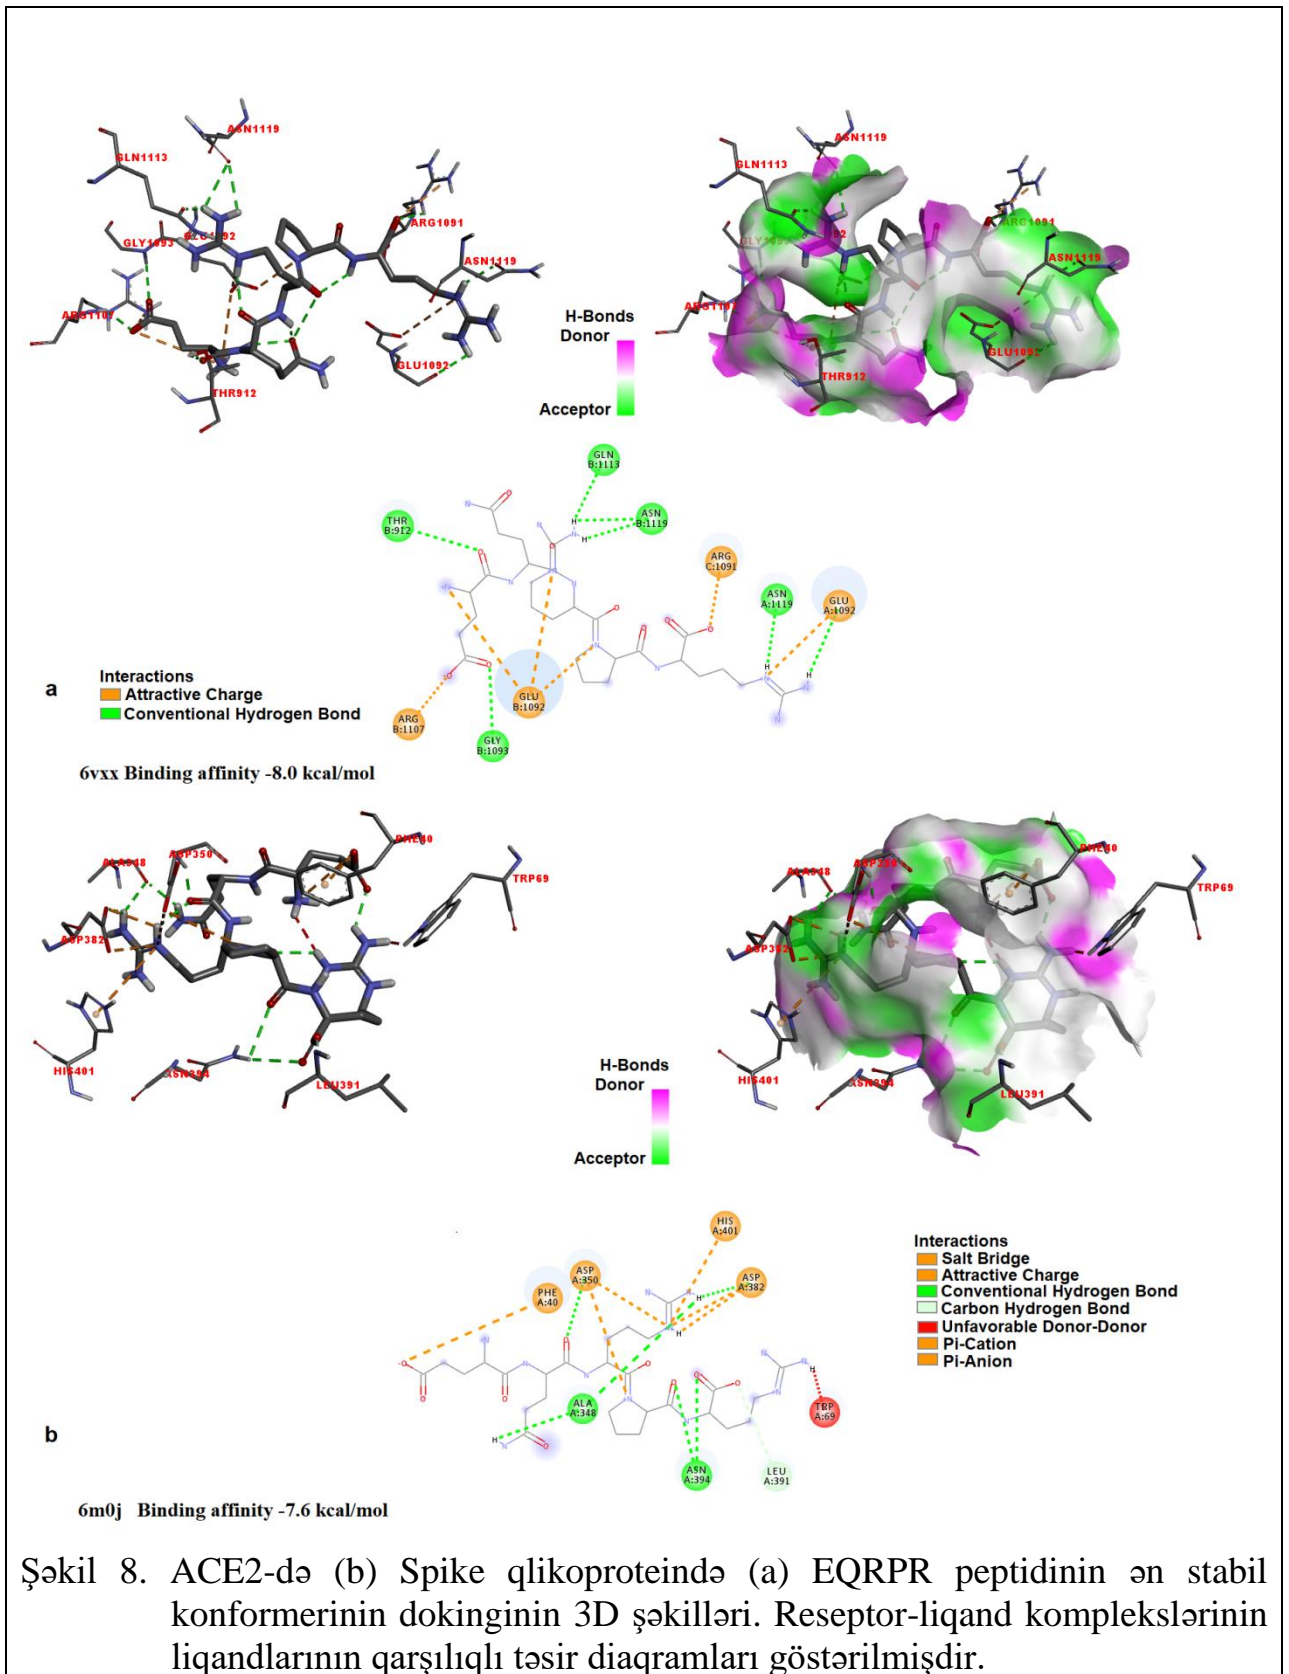 ASN1119
GLN1113
GLY1093
ARG1091
ASN1119
GLU1092
THR912
ASN1119
GLN1113
ARG1091
ASN1119
GLU1092
THR912
H-Bonds
Donor
Acceptor
GLN
B:1113
THR
B:912
ASN
B:1119
ARG
C:1091
ASN
A:1119
GLU
A:1092
H
H
H
H
GLU
B:1092
ARG
B:1107
GLY
B:1093
a
Interactions
Attractive Charge
Conventional Hydrogen Bond
6vxx Binding affinity -8.0 kcal/mol
PHE40
ALA348
ASP350
TRP69
ASP382
HIS401
ASN394
LEU391
PHE40
ALA348
ASP350
TRP69
ASP382
HIS401
ASN394
LEU391
H-Bonds
Donor
Acceptor
HIS
A:401
ASP
A:350
ASP
A:382
PHE
A:40
H
H
H
H
ALA
A:348
TRP
A:69
ASN
A:394
LEU
A:391
Interactions
Salt Bridge
Attractive Charge
Conventional Hydrogen Bond
Carbon Hydrogen Bond
Unfavorable Donor-Donor
Pi-Cation
Pi-Anion
b
6m0j Binding affinity -7.6 kcal/mol
Şəkil 8. ACE2-də (b) Spike qlikoproteində (a) EQRPR peptidinin ən stabil
konformerinin dokinginin 3D şəkilləri. Reseptor-liqand komplekslərinin
liqandlarının qarşılıqlı təsir diaqramları göstərilmişdir.